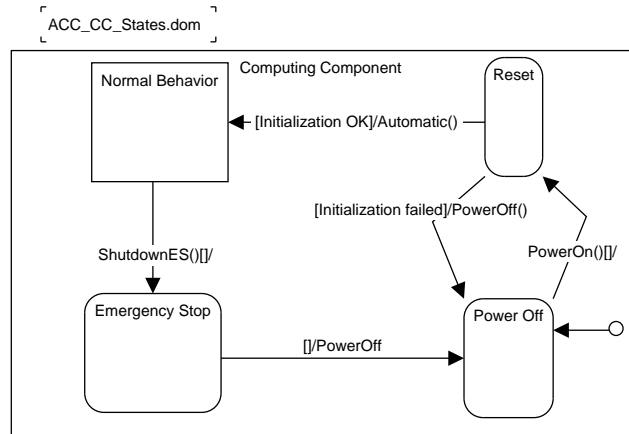 ACC_CC_States.dom
Computing Component
Normal Behavior
Reset
[Initialization OK]/Automatic()
[Initialization failed]/PowerOff()
PowerOn()[]/
ShutdownES()[]/
Emergency Stop
Power Off
[]/PowerOff